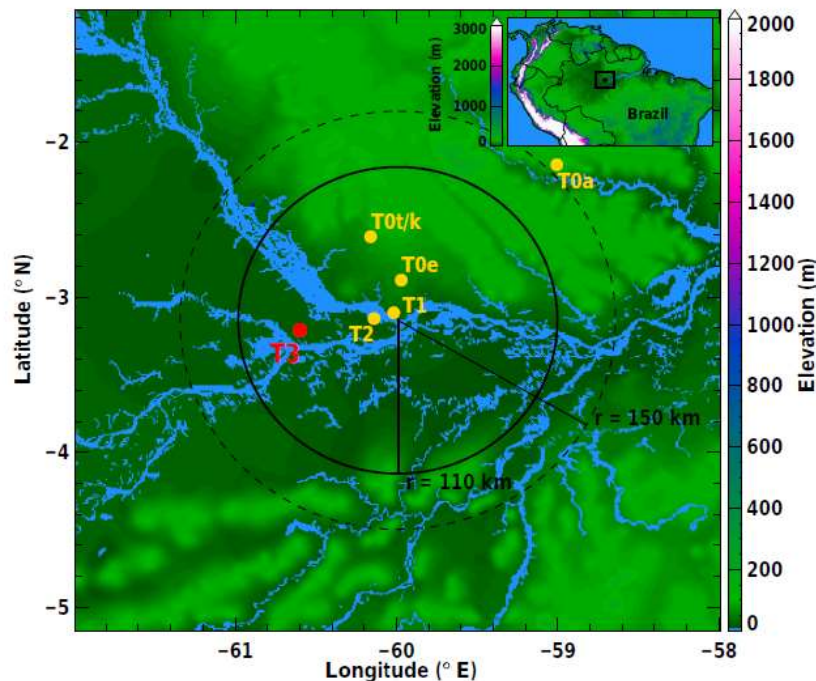 Elevation (m)
3000
2000
1000
0
Brazil
T0a
T0t/k
T0e
T1
T2
T3
r = 150 km
r = 110 km
Latitude (° N)
−2
−3
−4
−5
−61
−60
−59
−58
Longitude (° E)
2000
1800
1600
1400
1200
1000
800
600
400
200
0
Elevation (m)